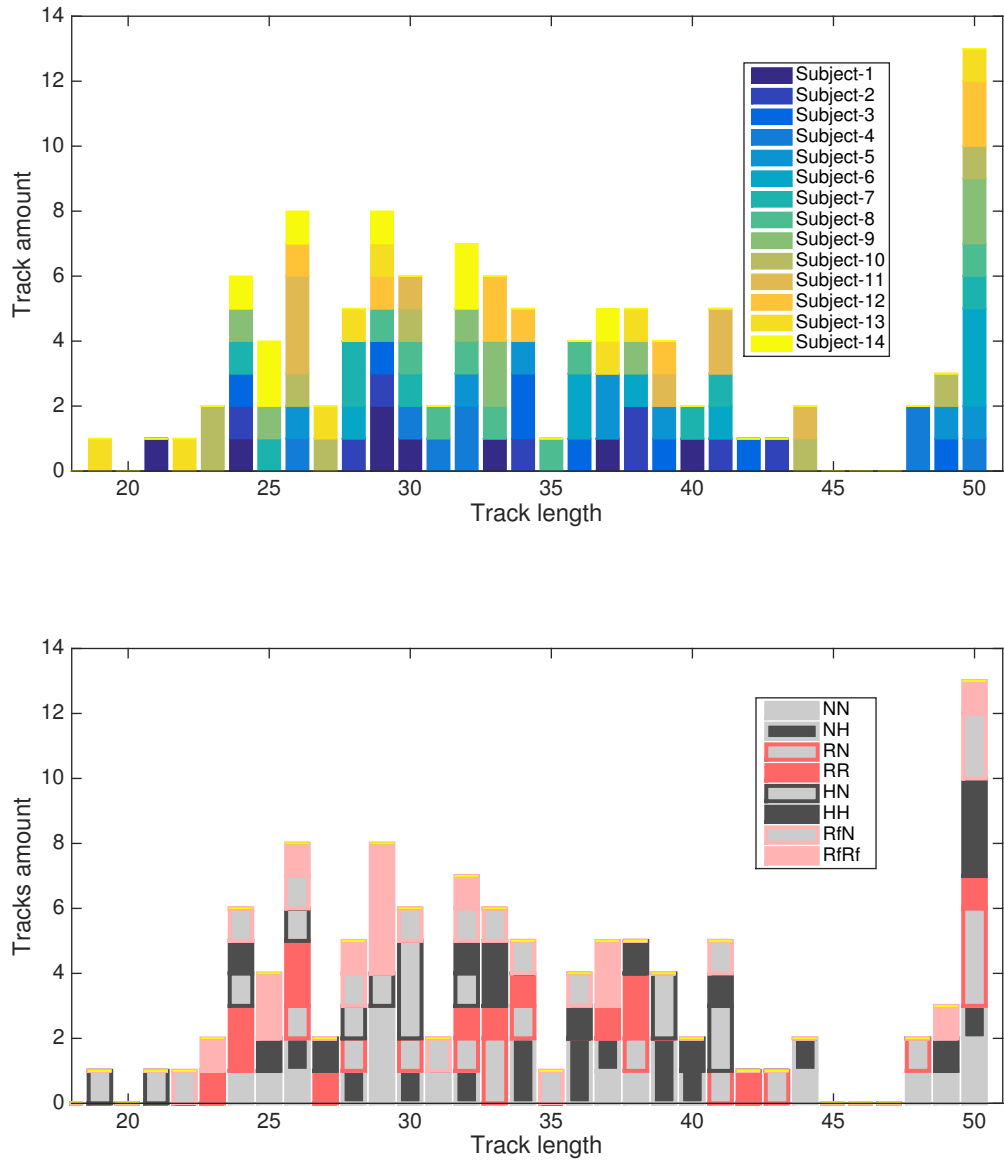 14
12
10
8
6
4
2
0
Track amount
Subject-1
Subject-2
Subject-3
Subject-4
Subject-5
Subject-6
Subject-7
Subject-8
Subject-9
Subject-10
Subject-11
Subject-12
Subject-13
Subject-14
20 25 30 35 40 45 50
Track length
14
12
10
8
6
4
2
0
Tracks amount
NN
NH
RN
RR
HN
HH
RfN
RfRf
20 25 30 35 40 45 50
Track length